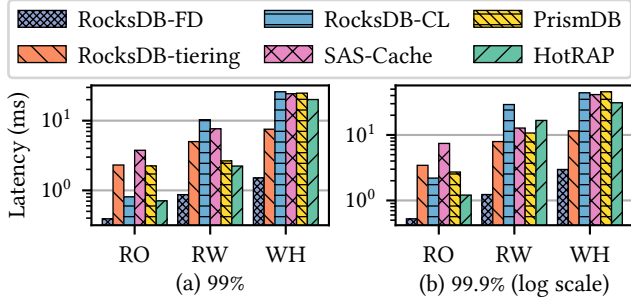 RocksDB-FD RocksDB-CL PrismDB
RocksDB-tiering SAS-Cache HotRAP
Latency (ms)
10¹
10⁰
RO RW WH
(a) 99%
10¹
10⁰
RO RW WH
(b) 99.9% (log scale)